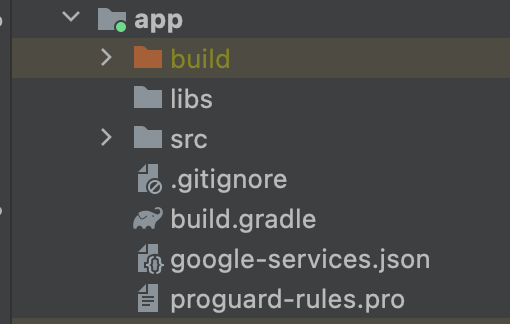 app
build
libs
src
.gitignore
build.gradle
google-services.json
proguard-rules.pro